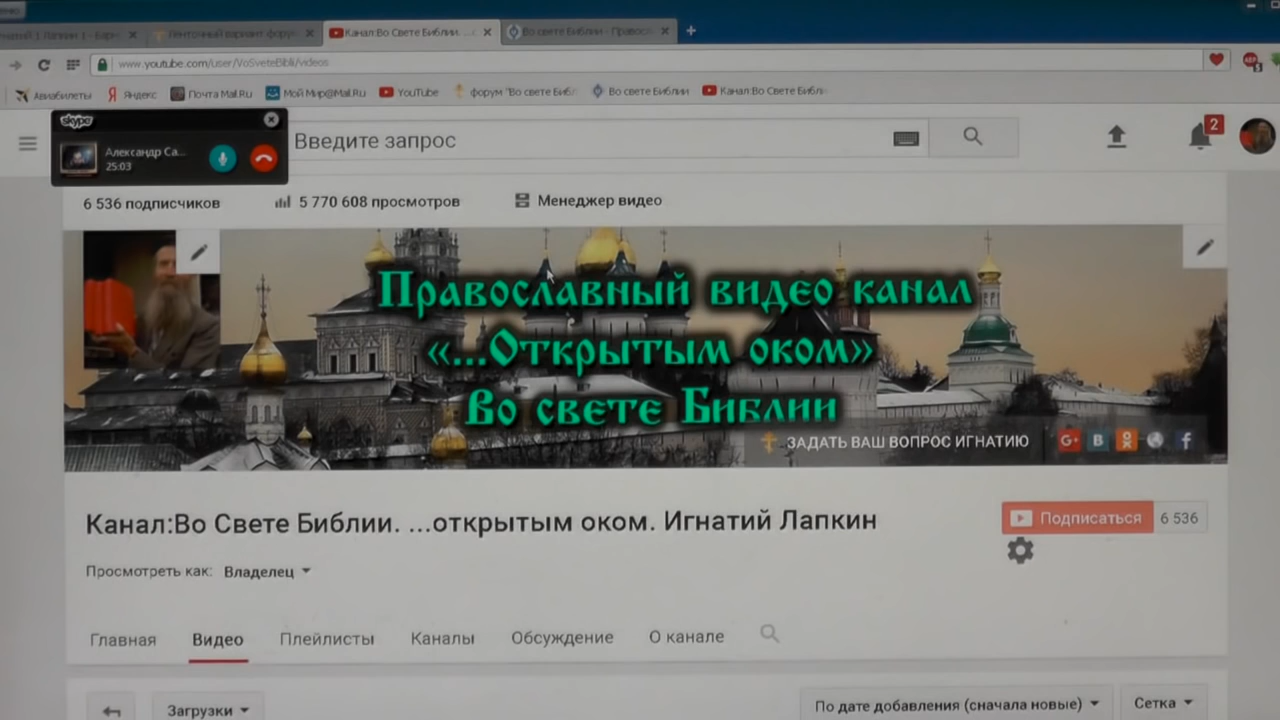 Канал:Во Свете Библии. ...
Во свете Библии - Правос
www.youtube.com/user/VoSveteBibli/videos
Авиабилеты Яндекс Почта Mail.Ru Мой Мир@Mail.Ru YouTube форум "Во свете Библ Во свете Библии Канал:Во Свете Библи
skype
Александр Са...
25:03
Введите запрос
2
6 536 подписчиков 5 770 608 просмотров Менеджер видео
Православный видео канал
«...Открытым оком»
Во свете Библии
ЗАДАТЬ ВАШ ВОПРОС ИГНАТИЮ
Канал:Во Свете Библии. ...открытым оком. Игнатий Лапкин
Подписаться 6 536
Просмотреть как: Владелец
Главная Видео Плейлисты Каналы Обсуждение О канале
Загрузки По дате добавления (сначала новые) Сетка